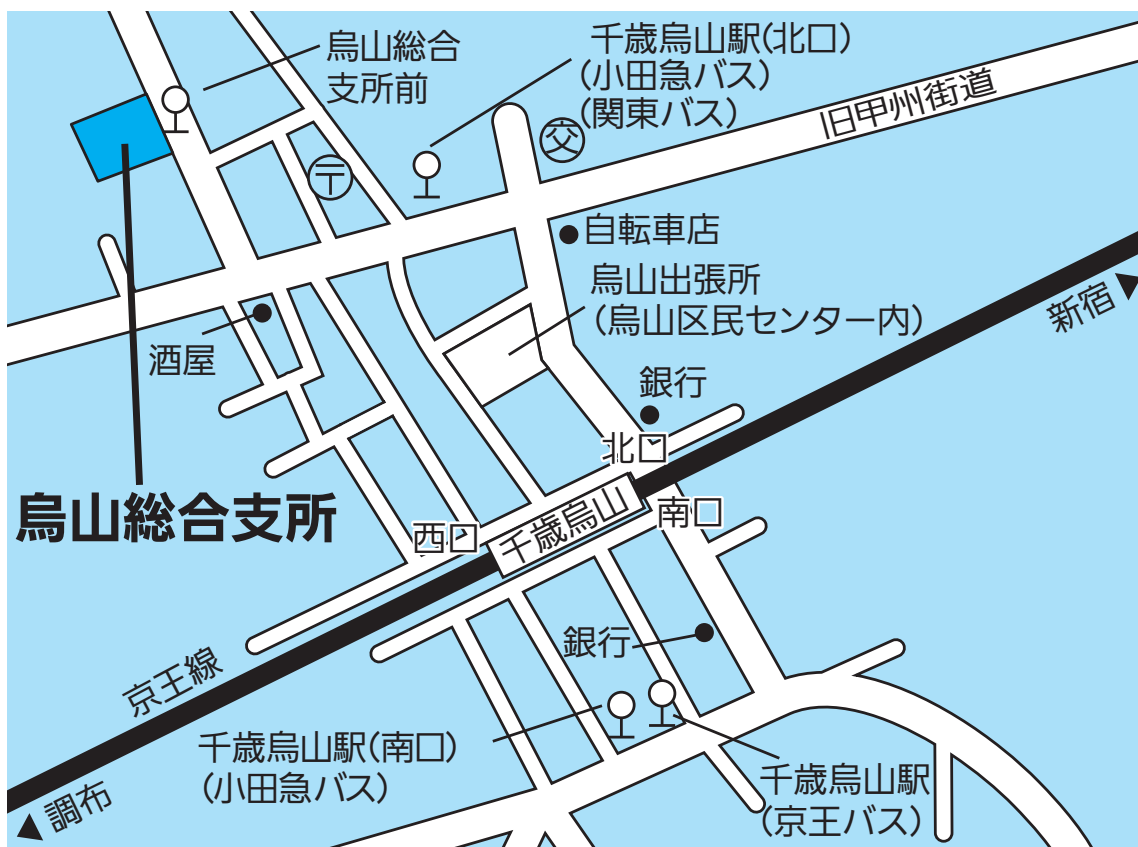 烏山総合
支所前
千歳烏山駅(北口)
(小田急バス)
(関東バス)
交
〒
旧甲州街道
自転車店
烏山出張所
(烏山区民センター内)
新宿
酒屋
銀行
北口
烏山総合支所
西口
千歳烏山
南口
銀行
京王線
千歳烏山駅(南口)
(小田急バス)
千歳烏山駅
(京王バス)
調布